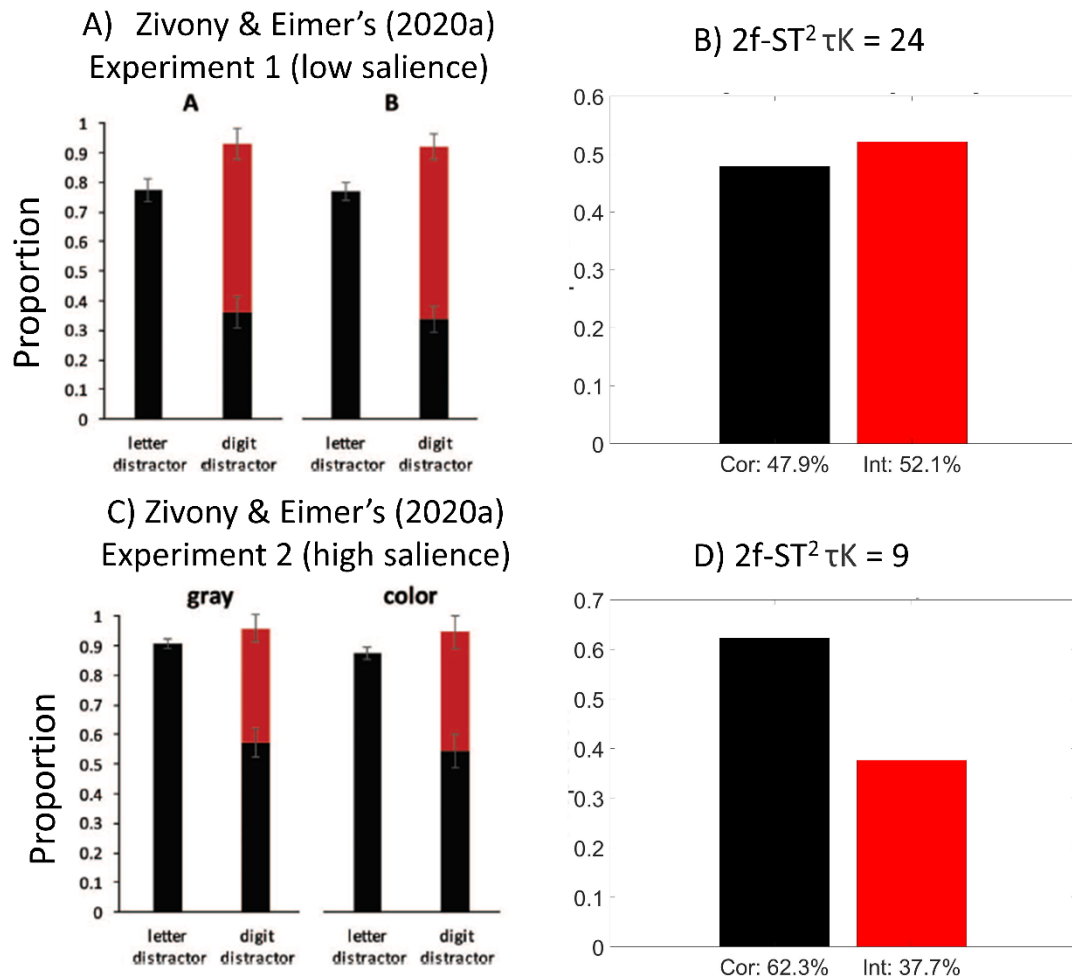 A) Zivony & Eimer's (2020a)
Experiment 1 (low salience)
A
B
Proportion
1
0.9
0.8
0.7
0.6
0.5
0.4
0.3
0.2
0.1
0
letter
distractor
digit
distractor
letter
distractor
digit
distractor
B) 2f-ST² τK = 24
0.6
0.5
0.4
0.3
0.2
0.1
0
Cor: 47.9%
Int: 52.1%
C) Zivony & Eimer's (2020a)
Experiment 2 (high salience)
gray
color
Proportion
1
0.9
0.8
0.7
0.6
0.5
0.4
0.3
0.2
0.1
0
letter
distractor
digit
distractor
letter
distractor
digit
distractor
D) 2f-ST² τK = 9
0.7
0.6
0.5
0.4
0.3
0.2
0.1
0
Cor: 62.3%
Int: 37.7%